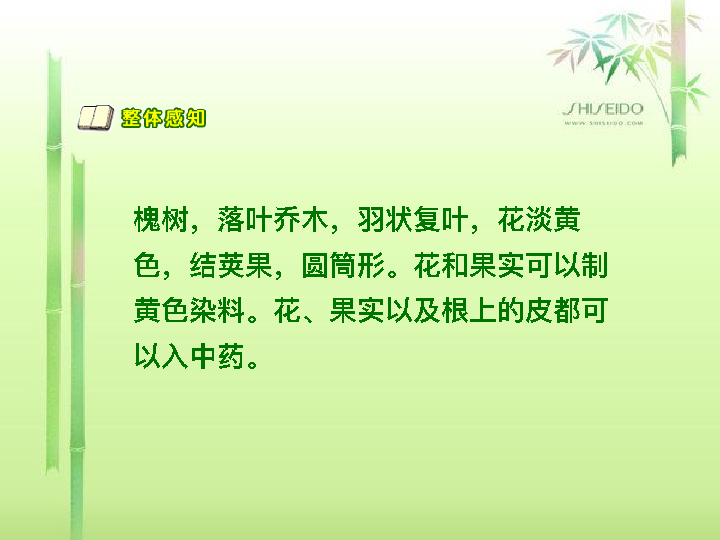 SHISEIDO
WWW.SHISEIDO.COM
整体感知
槐树，落叶乔木，羽状复叶，花淡黄
色，结荚果，圆筒形。花和果实可以制
黄色染料。花、果实以及根上的皮都可
以入中药。